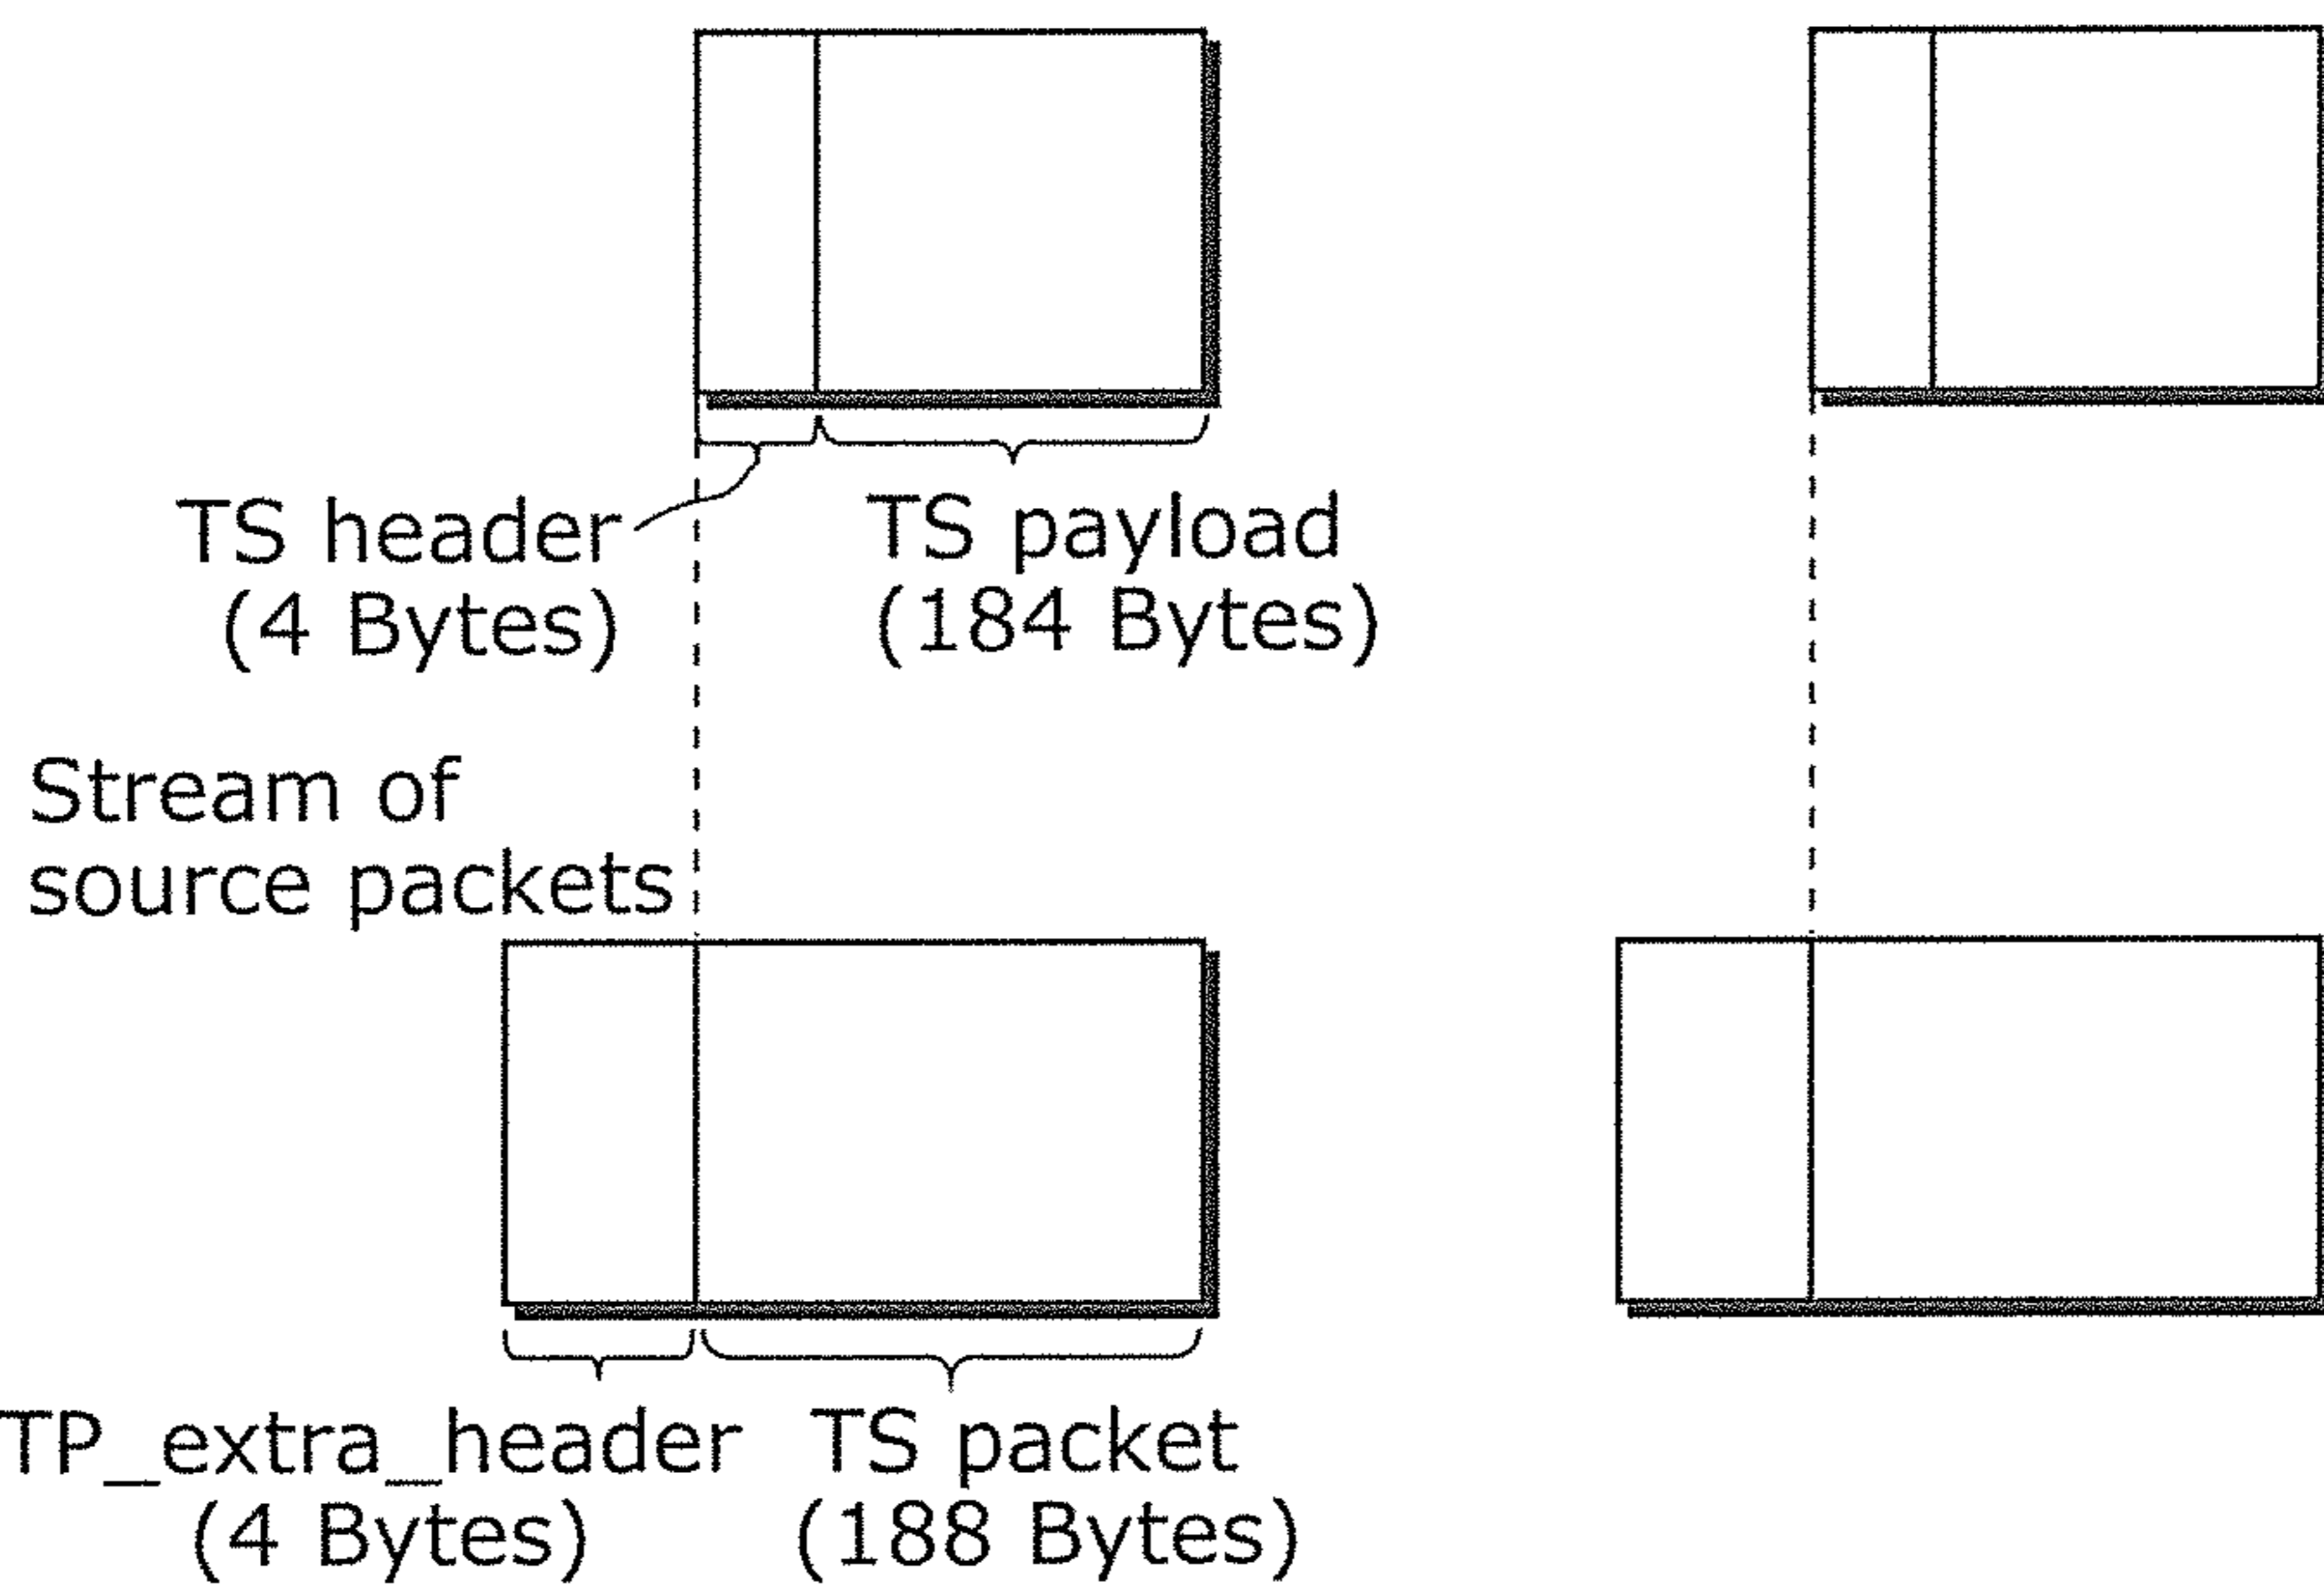 TS header
(4 Bytes)
TS payload
(184 Bytes)
Stream of
source packets
TP_extra_header
(4 Bytes)
TS packet
(188 Bytes)